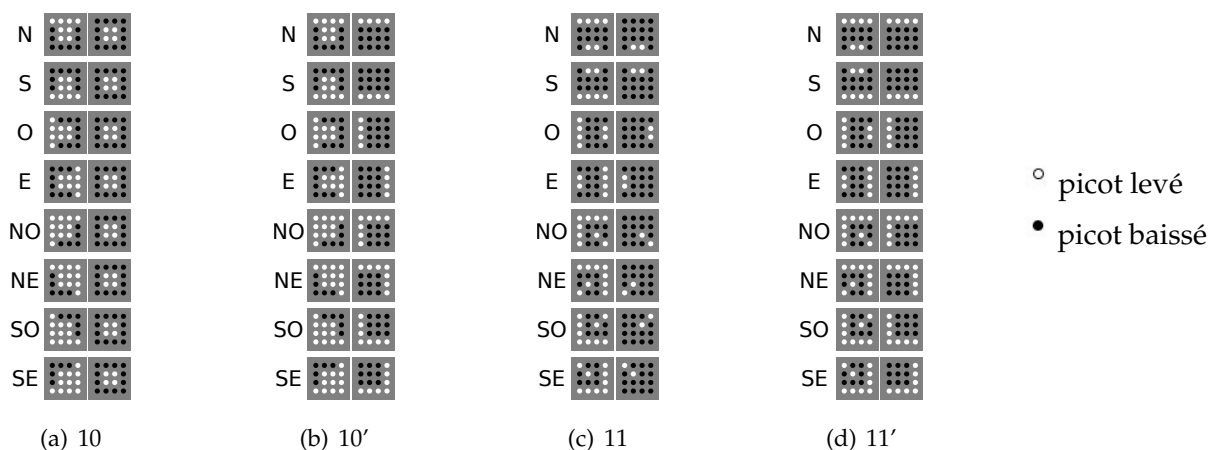 N N N N
S S S S
O O O O
E E E E
picot levé
NO NO NO NO
picot baissé
NE NE NE NE
SO SO SO SO
SE SE SE SE
(a) 10 (b) 10’ (c) 11 (d) 11’